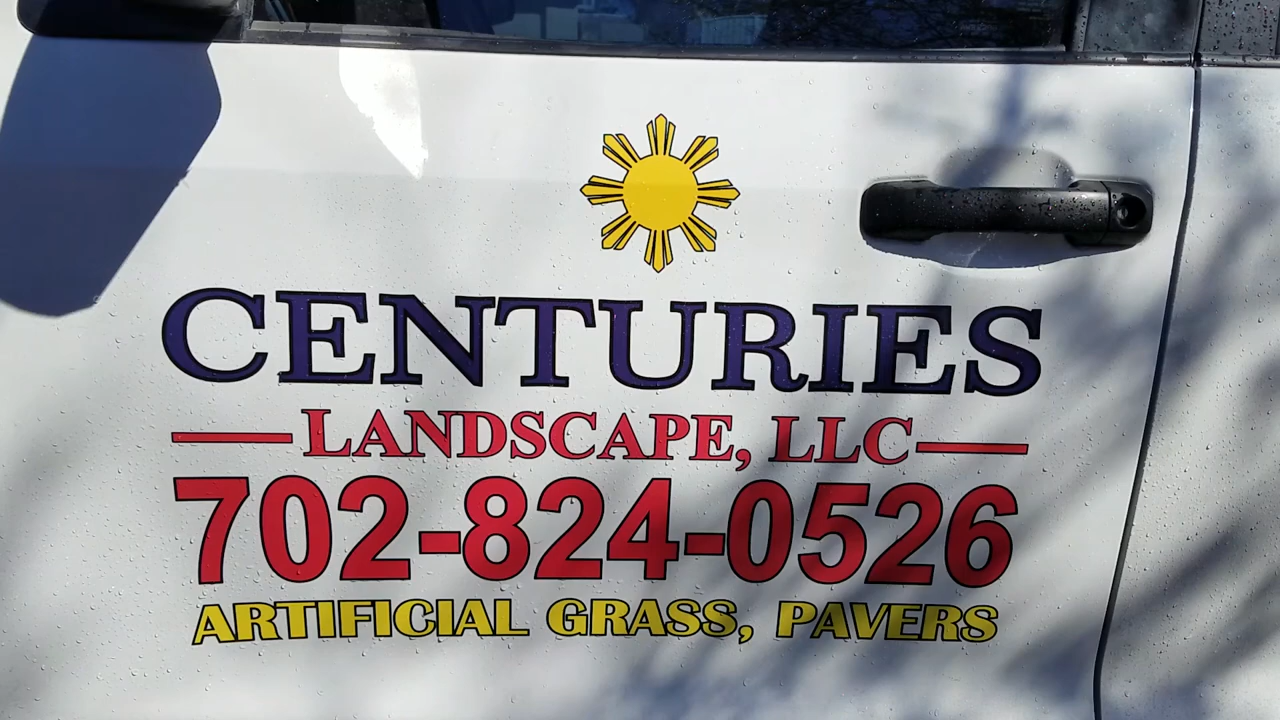 CENTURIES
LANDSCAPE, LLC
702-824-0526
ARTIFICIAL GRASS, PAVERS